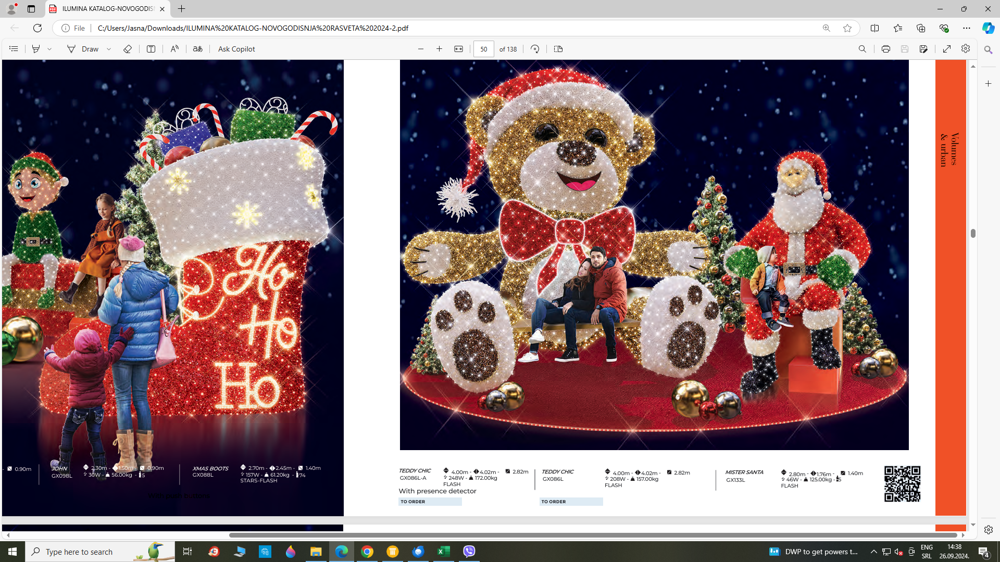 ILUMINA KATALOG-NOVOGODIS
File
C:/Users/Jasna/Downloads/ILUMINA%20KATALOG-NOVOGODISNJA%20RASVETA%202024-2.pdf
Draw
aあ
Ask Copilot
50
of 138
Volumes
& urban
Ho
Ho
Ho
- 0.90m
JOHN
GX098L
2.30m - 1.50m - 0.90m
30W - 56.00kg - 5
XMAS BOOTS
GX088L
2.70m - 2.45m - 1.40m
157W - 61.20kg - 74
STARS-FLASH
With push buttons
TEDDY CHIC
GX086L-A
4.00m - 4.02m - 2.82m
248W - 172.00kg
FLASH
With presence detector
TO ORDER
TEDDY CHIC
GX086L
4.00m - 4.02m - 2.82m
208W - 157.00kg
FLASH
TO ORDER
MISTER SANTA
GX133L
2.80m - 1.76m - 1.40m
46W - 125.00kg - 5
FLASH
Type here to search
DWP to get powers t...
ENG
SRL
14:38
26.09.2024.
4